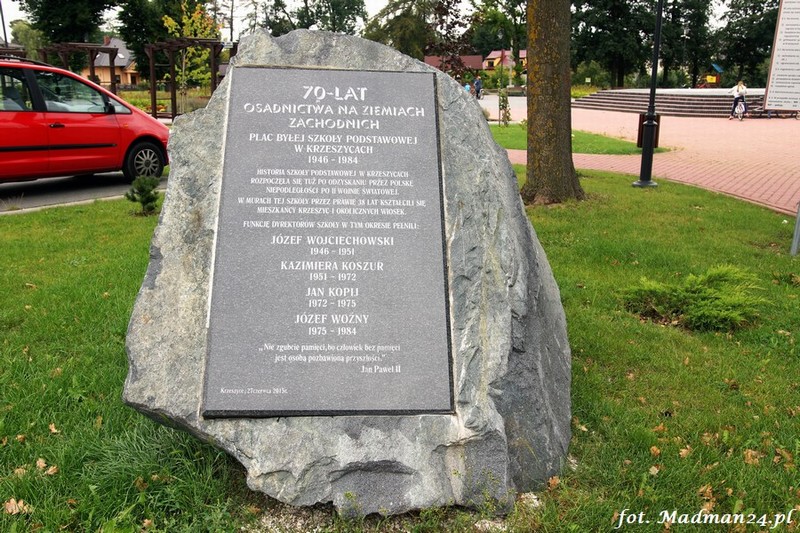 70-LAT
OSADNICTWA NA ZIEMIACH
ZACHODNICH
PLAC BYŁEJ SZKOŁY PODSTAWOWEJ
W KRZESZYCACH
1946 - 1984
HISTORIA SZKOŁY PODSTAWOWEJ W KRZESZYCACH
ROZPOCZĘŁA SIĘ TUŻ PO ODZYSKANIU PRZEZ POLSKĘ
NIEPODLEGŁOŚCI PO II WOJNIE ŚWIATOWEJ.
W MURACH TEJ SZKOŁY PRZEZ PRAWIE 38 LAT KSZTAŁCILI SIĘ
MIESZKAŃCY KRZESZYC I OKOLICZNYCH WIOSEK.
FUNKCJĘ DYREKTORÓW SZKOŁY W TYM OKRESIE PEŁNILI:
JÓZEF WOJCIECHOWSKI
1946 - 1951
KAZIMIERA KOSZUR
1951 - 1972
JAN KOPIJ
1972 - 1975
JÓZEF WOŹNY
1975 - 1984
„Nie zgubcie pamięci, bo człowiek bez pamięci
jest osobą pozbawioną przyszłości.”
Jan Paweł II
Krzeszyce, 27 czerwca 2015r.
fot. Madman24.pl